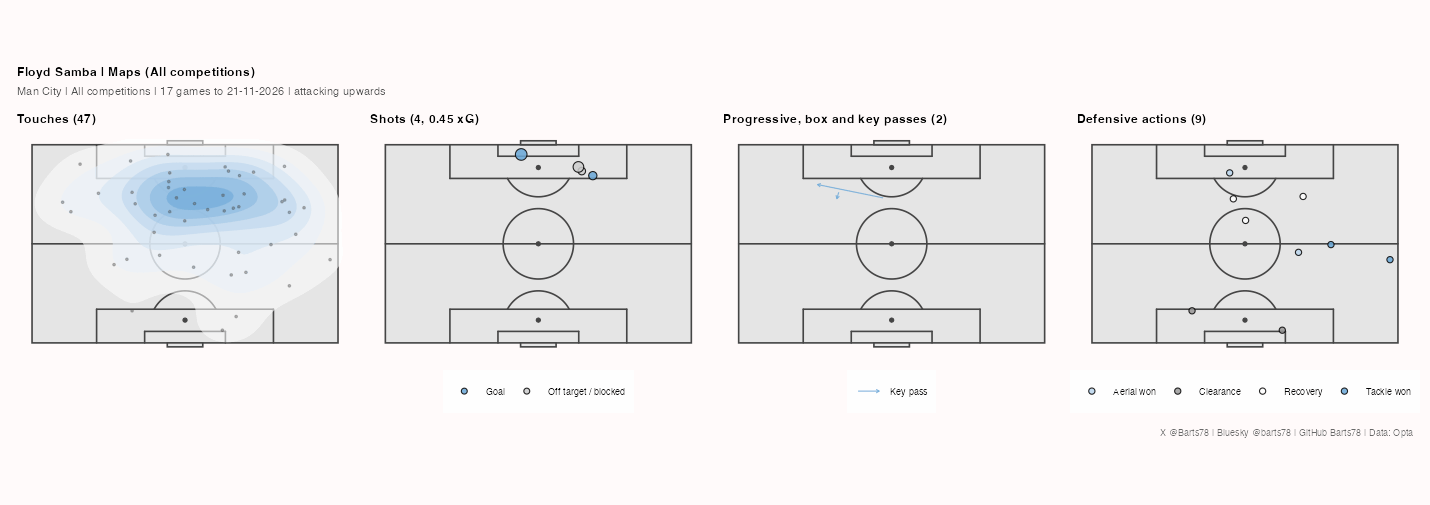 Floyd Samba | Maps (All competitions)
Man City | All competitions | 17 games to 21-11-2026 | attacking upwards
Touches (47)
Shots (4, 0.45 xG)
Progressive, box and key passes (2)
Defensive actions (9)
Goal
Off target / blocked
Key pass
Aerial won
Clearance
Recovery
Tackle won
X @Barts78 | Bluesky @barts78 | GitHub Barts78 | Data: Opta